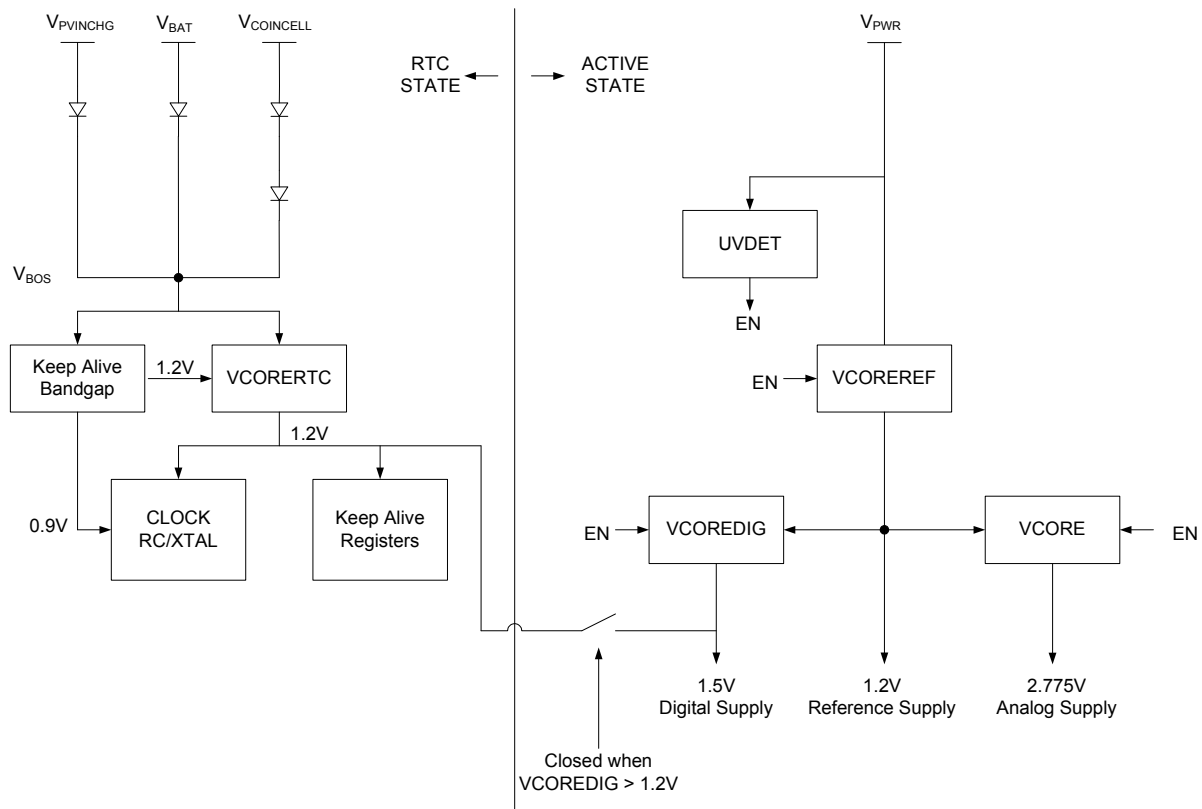 VPVINCHG
VBAT
VCOINCELL
VPWR
RTC
STATE
ACTIVE
STATE
UVDET
EN
VBOS
Keep Alive
Bandgap
1.2V
VCORERTC
EN
VCOREREF
1.2V
0.9V
CLOCK
RC/XTAL
Keep Alive
Registers
EN
VCOREDIG
VCORE
EN
1.5V
Digital Supply
1.2V
Reference Supply
2.775V
Analog Supply
Closed when
VCOREDIG > 1.2V